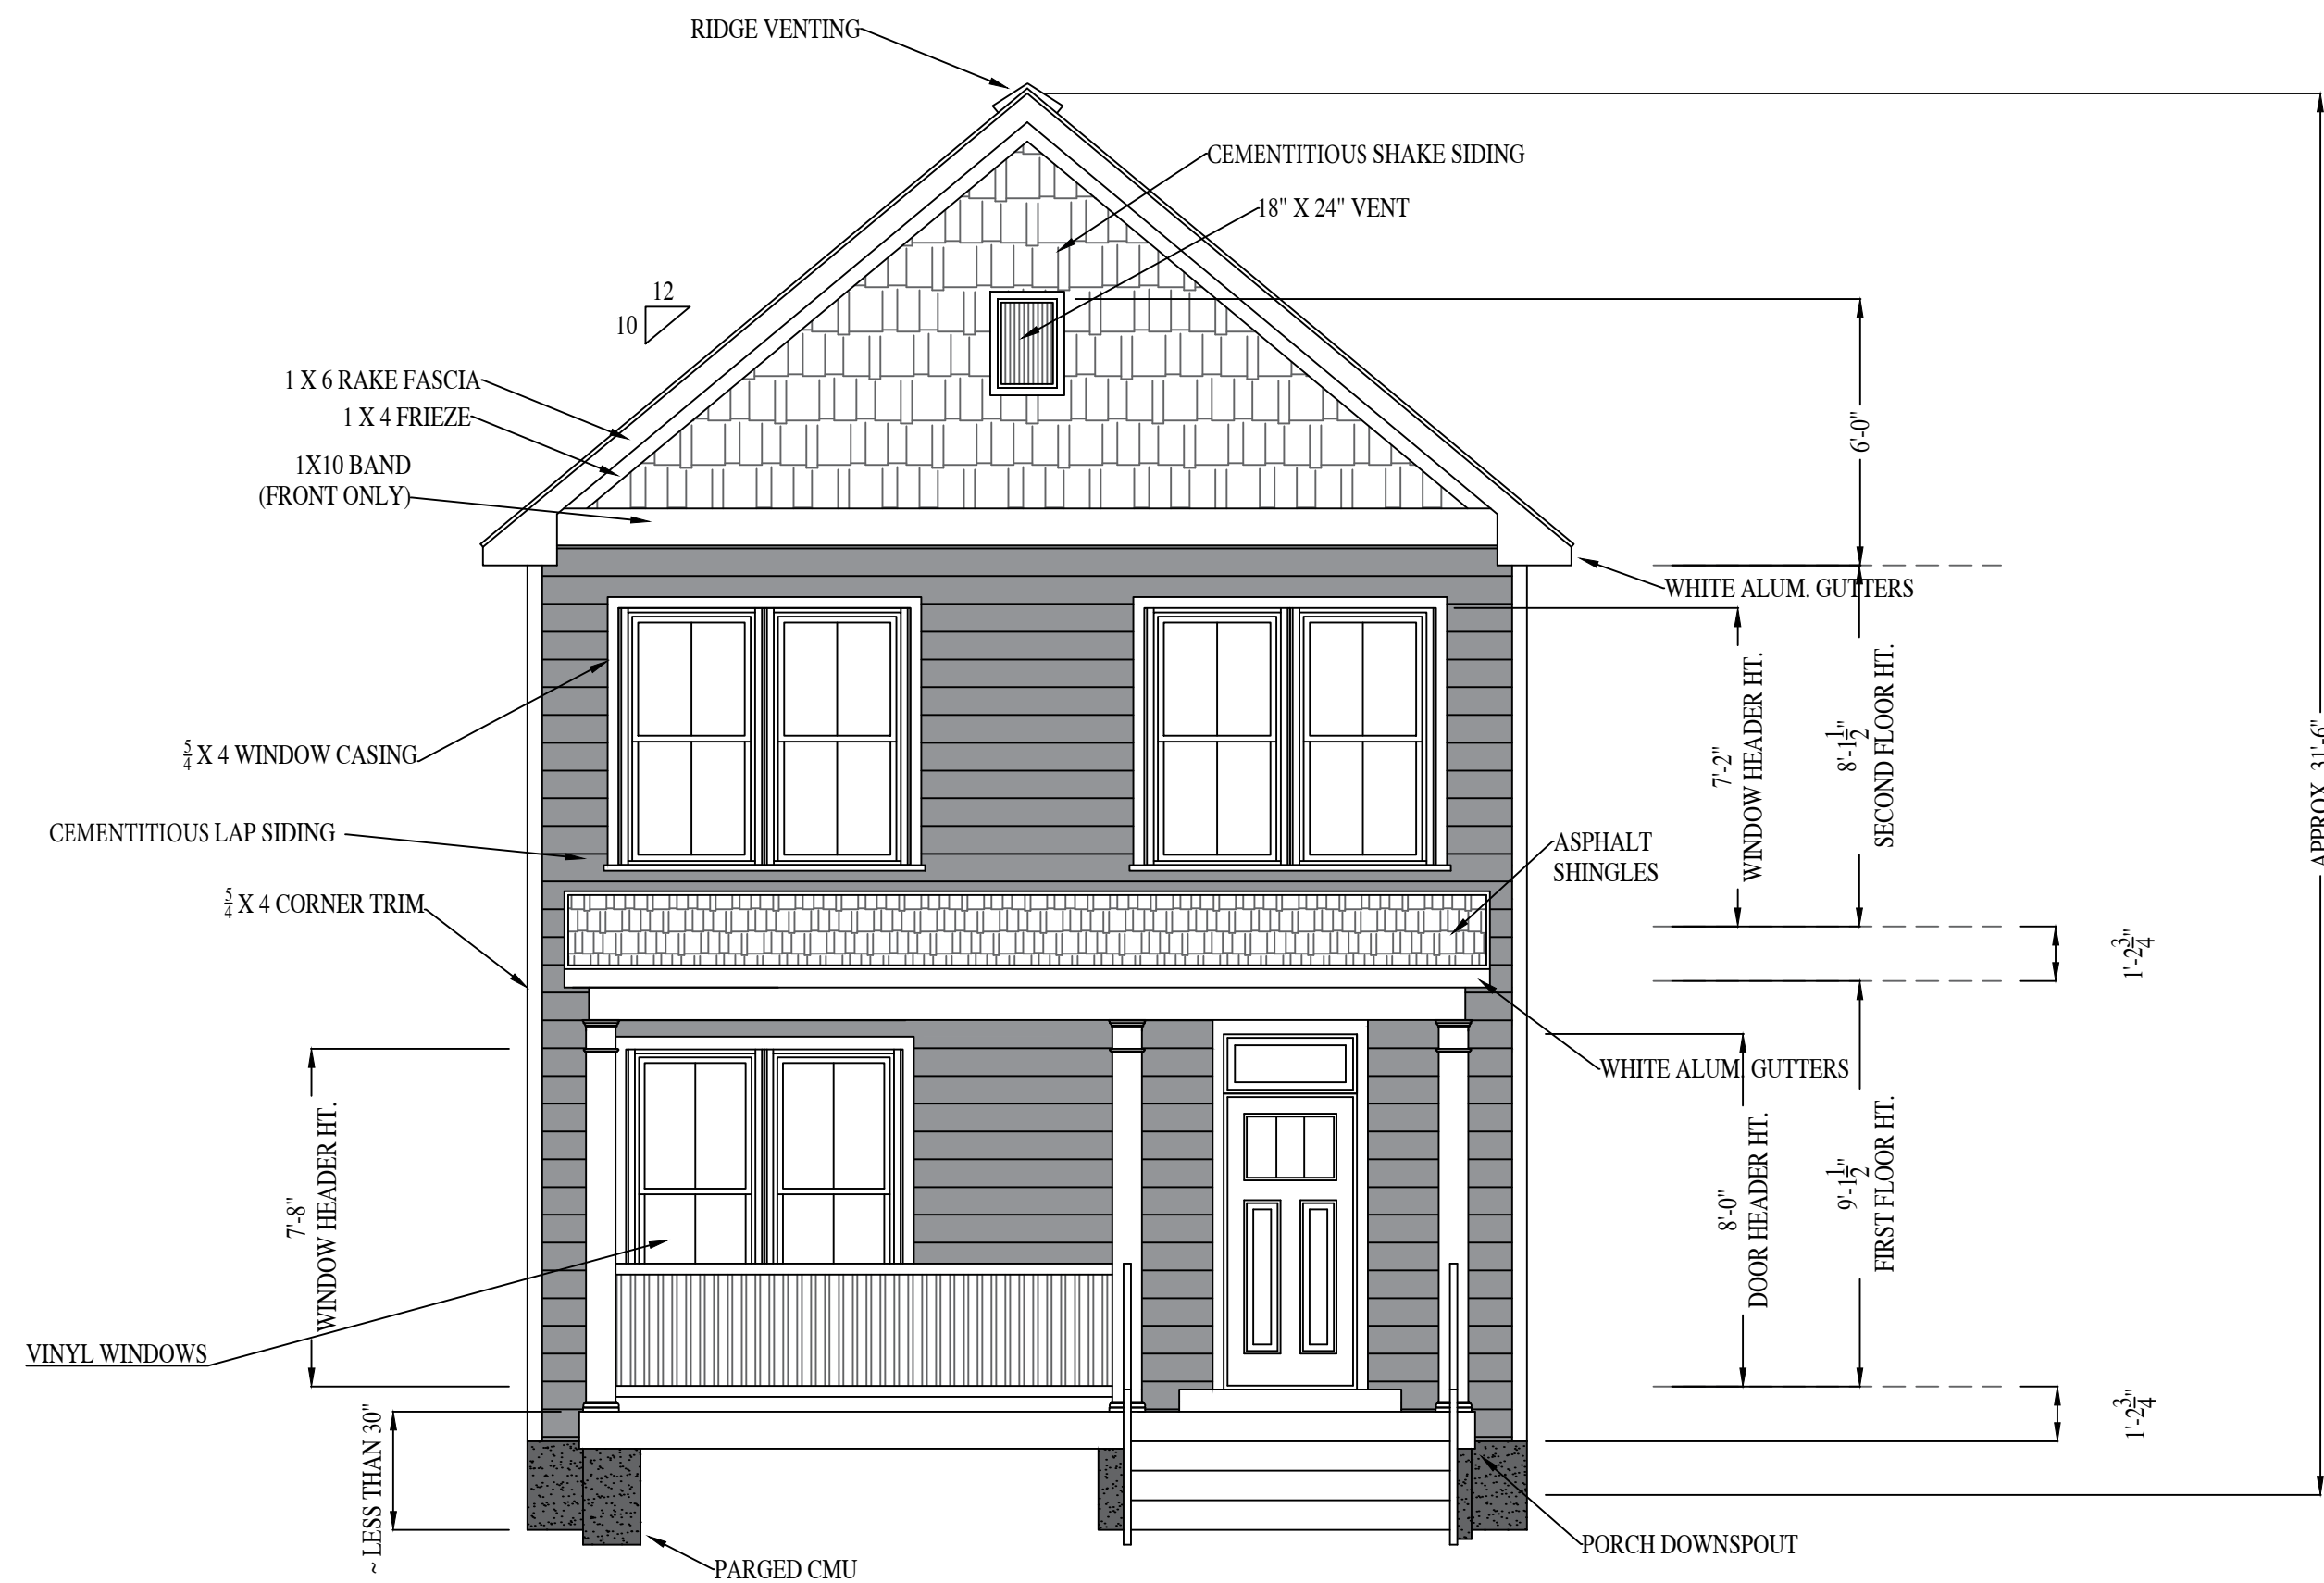 RIDGE VENTING
CEMENTITIOUS SHAKE SIDING
18" X 24" VENT
12
10
1 X 6 RAKE FASCIA
1 X 4 FRIEZE
1X10 BAND
(FRONT ONLY)
6'-0"
WHITE ALUM. GUTTERS
5/4 X 4 WINDOW CASING
7'-2"
WINDOW HEADER HT.
8'-1 1/2"
SECOND FLOOR HT.
APPROX. 31'-6"
CEMENTITIOUS LAP SIDING
ASPHALT
SHINGLES
5/4 X 4 CORNER TRIM
1'-2 3/4"
WHITE ALUM. GUTTERS
7'-8"
WINDOW HEADER HT.
8'-0"
DOOR HEADER HT.
9'-1 1/2"
FIRST FLOOR HT.
VINYL WINDOWS
1'-2 3/4"
~ LESS THAN 30"
PORCH DOWNSPOUT
PARGED CMU